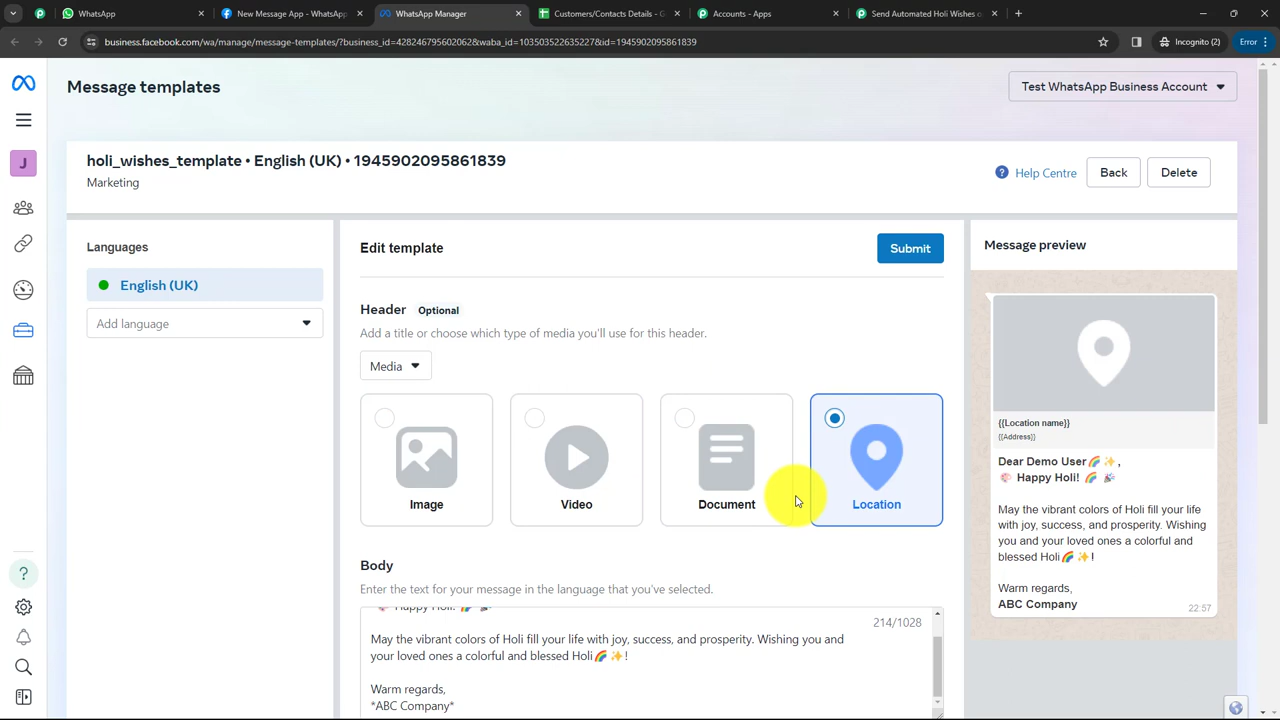 WhatsApp
New Message App - WhatsApp
WhatsApp Manager
Customers/Contacts Details - G
Accounts - Apps
Send Automated Holi Wishes o
business.facebook.com/wa/manage/message-templates/?business_id=428246795602062&waba_id=103503522635227&id=1945902095861839
Incognito (2)
Error
Message templates
Test WhatsApp Business Account
J
holi_wishes_template • English (UK) • 1945902095861839
Marketing
? Help Centre
Back
Delete
Languages
English (UK)
Add language
Edit template
Submit
Header Optional
Add a title or choose which type of media you'll use for this header.
Media
Image
Video
Document
Location
Body
Enter the text for your message in the language that you've selected.
214/1028
🌸 Happy Holi! 🌈 🎉
May the vibrant colors of Holi fill your life with joy, success, and prosperity. Wishing you and
your loved ones a colorful and blessed Holi🌈✨!
Warm regards,
*ABC Company*
Message preview
{{Location name}}
{{Address}}
Dear Demo User🌈✨,
🌸 Happy Holi! 🌈 🎉
May the vibrant colors of Holi fill your life
with joy, success, and prosperity. Wishing
you and your loved ones a colorful and
blessed Holi🌈✨!
Warm regards,
ABC Company
22:57
?